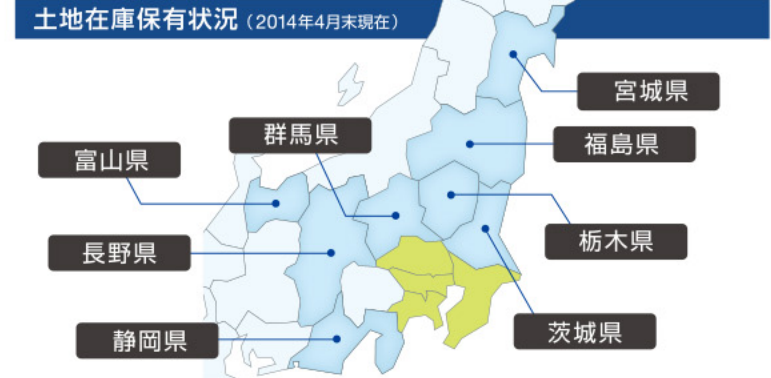 土地在庫保有状況（2014年4月末現在）
宮城県
群馬県
福島県
富山県
栃木県
長野県
茨城県
静岡県